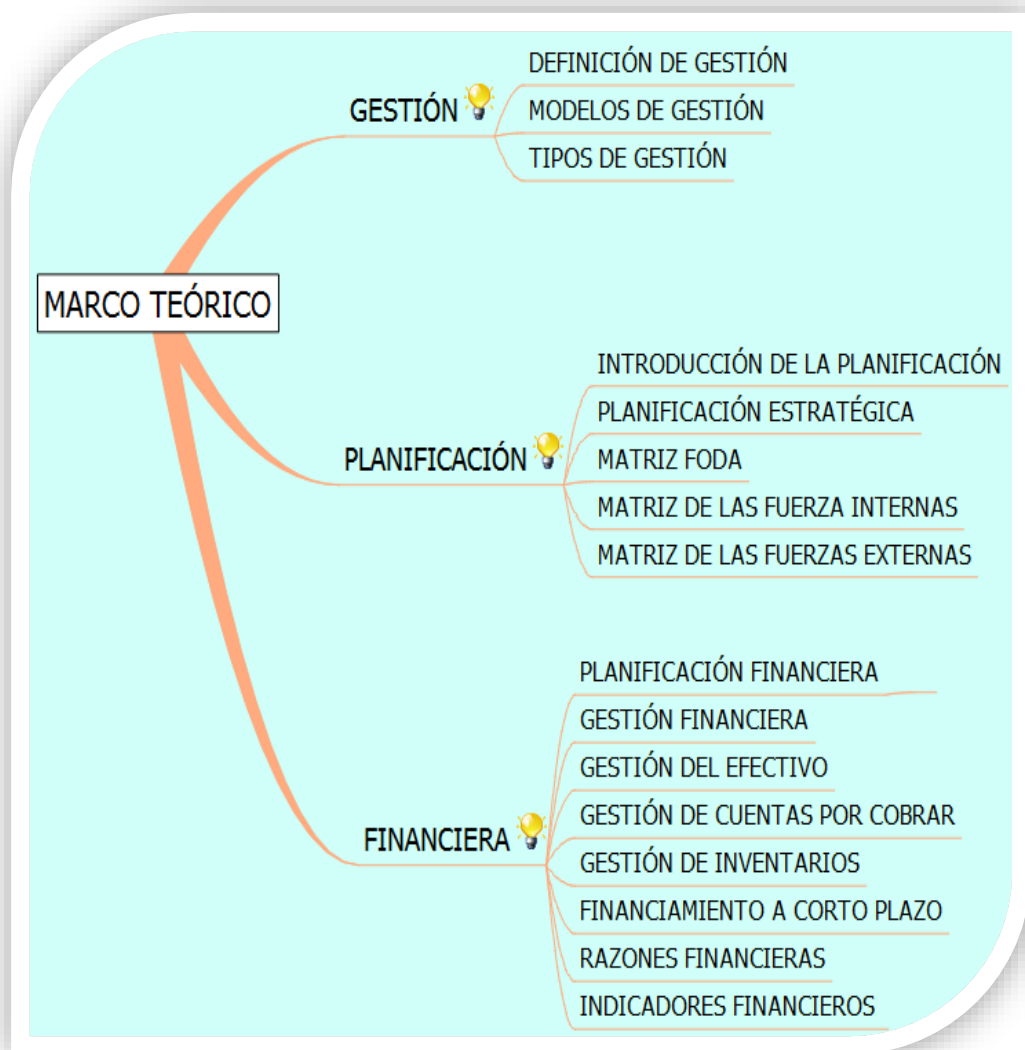 MARCO TEÓRICO
GESTIÓN
DEFINICIÓN DE GESTIÓN
MODELOS DE GESTIÓN
TIPOS DE GESTIÓN
PLANIFICACIÓN
INTRODUCCIÓN DE LA PLANIFICACIÓN
PLANIFICACIÓN ESTRATÉGICA
MATRIZ FODA
MATRIZ DE LAS FUERZA INTERNAS
MATRIZ DE LAS FUERZAS EXTERNAS
FINANCIERA
PLANIFICACIÓN FINANCIERA
GESTIÓN FINANCIERA
GESTIÓN DEL EFECTIVO
GESTIÓN DE CUENTAS POR COBRAR
GESTIÓN DE INVENTARIOS
FINANCIAMIENTO A CORTO PLAZO
RAZONES FINANCIERAS
INDICADORES FINANCIEROS